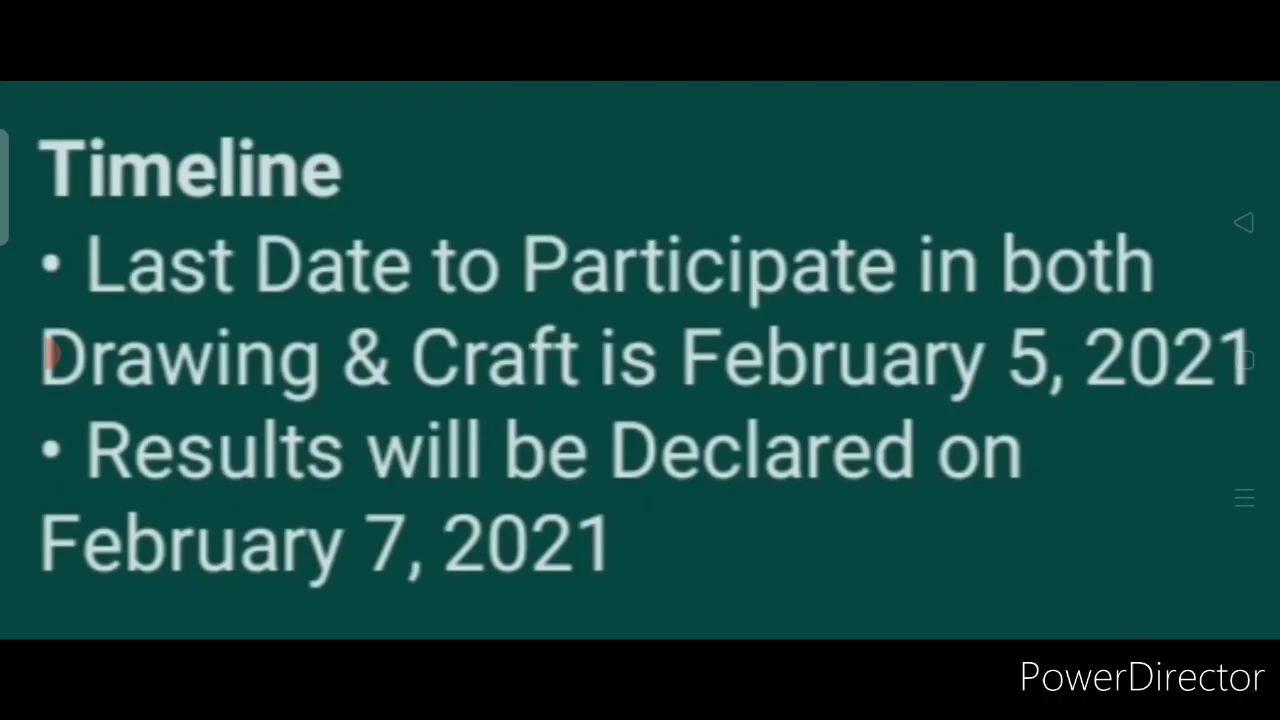 Timeline
• Last Date to Participate in both
Drawing & Craft is February 5, 2021
• Results will be Declared on
February 7, 2021
PowerDirector